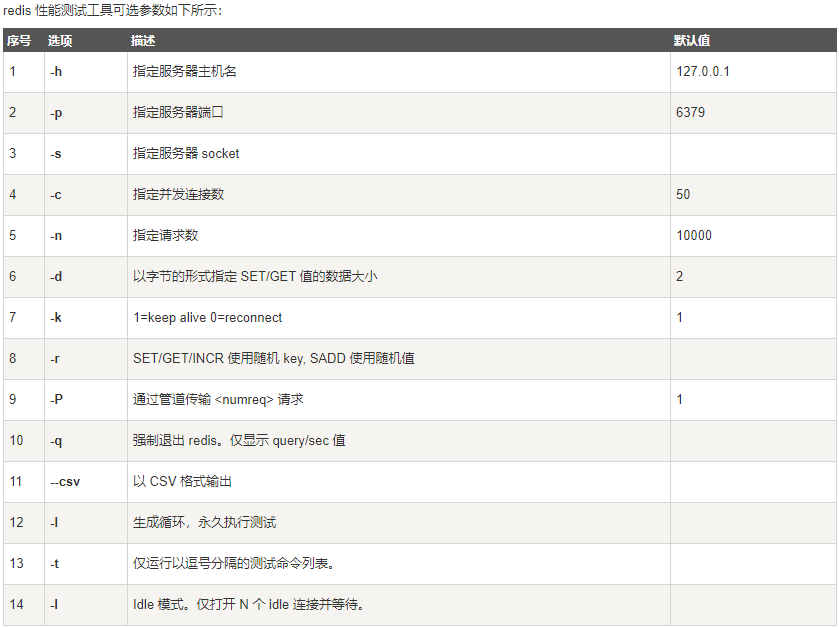 redis 性能测试工具可选参数如下所示：
序号 选项 描述 默认值
1 -h 指定服务器主机名 127.0.0.1
2 -p 指定服务器端口 6379
3 -s 指定服务器 socket
4 -c 指定并发连接数 50
5 -n 指定请求数 10000
6 -d 以字节的形式指定 SET/GET 值的数据大小 2
7 -k 1=keep alive 0=reconnect 1
8 -r SET/GET/INCR 使用随机 key, SADD 使用随机值
9 -P 通过管道传输 <numreq> 请求 1
10 -q 强制退出 redis。仅显示 query/sec 值
11 --csv 以 CSV 格式输出
12 -l 生成循环，永久执行测试
13 -t 仅运行以逗号分隔的测试命令列表。
14 -I Idle 模式。仅打开 N 个 idle 连接并等待。